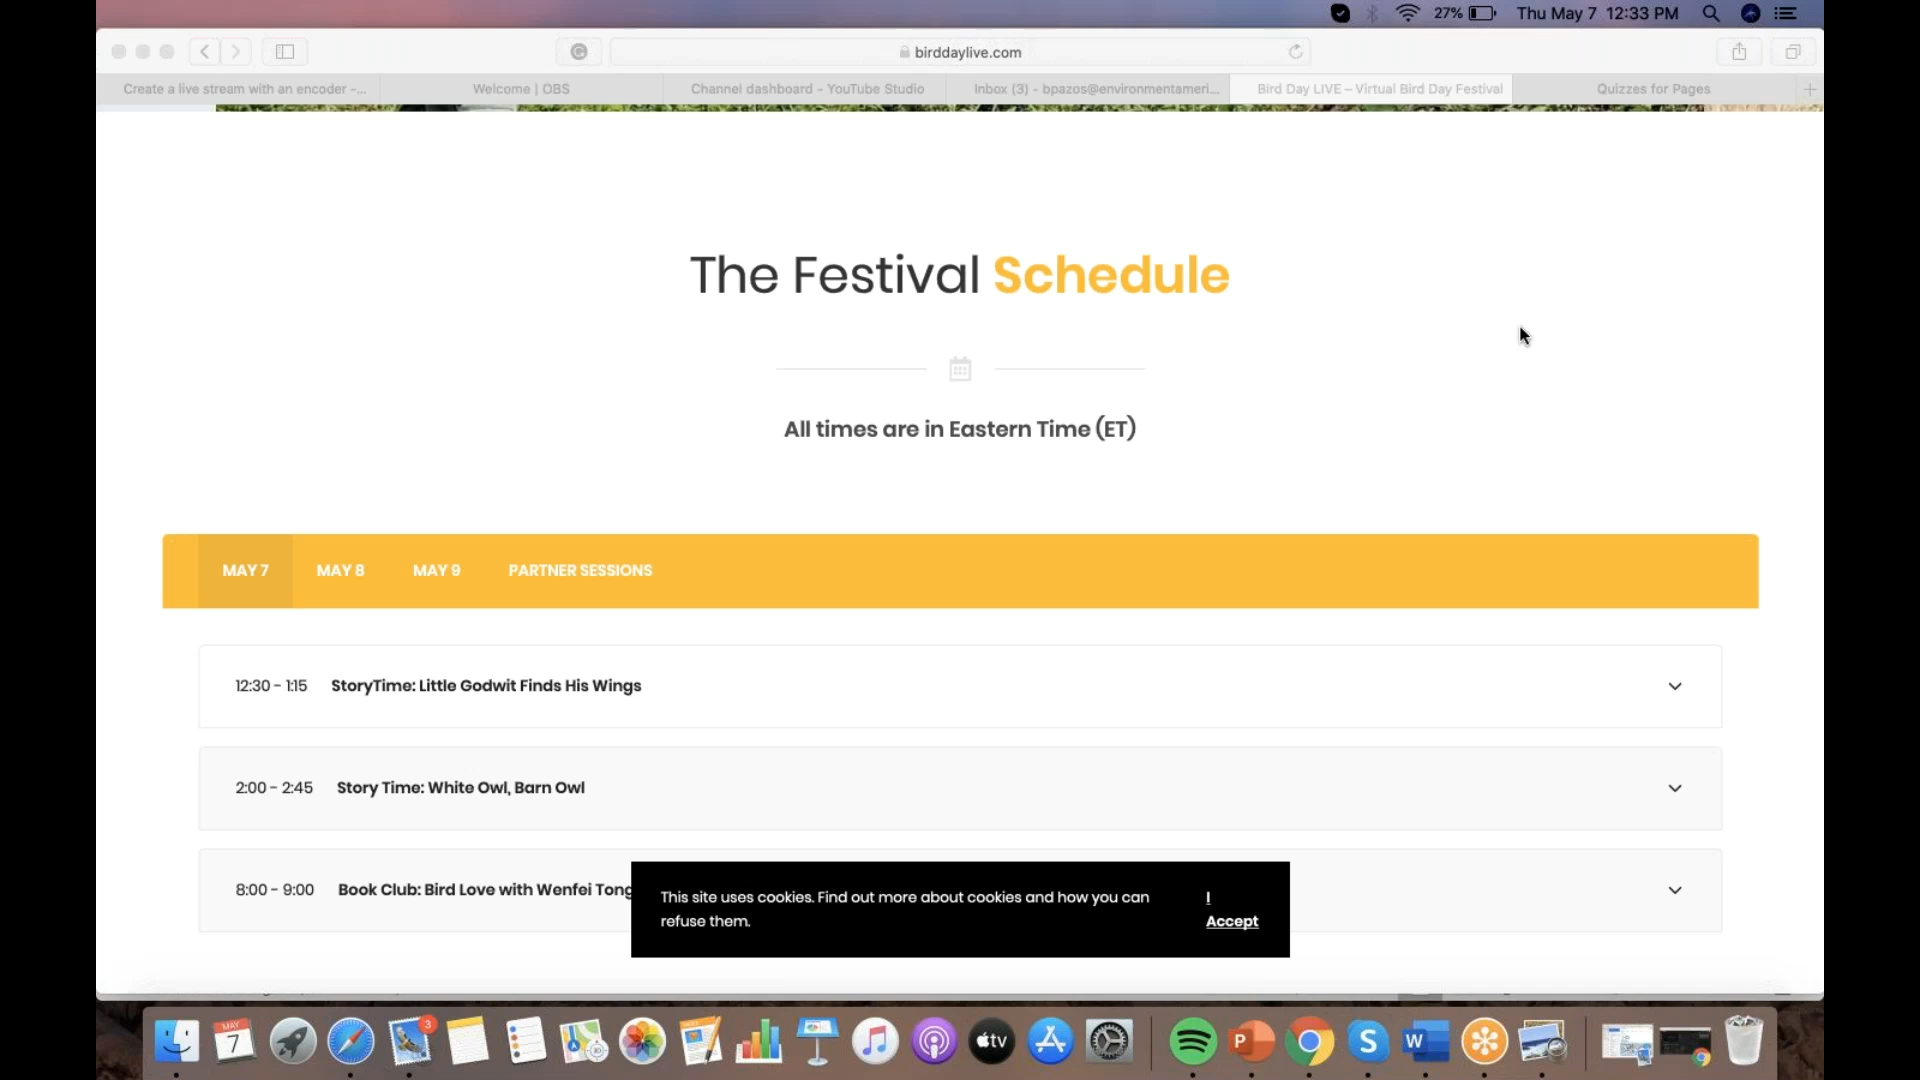 27%
Thu May 7 12:33 PM
birddaylive.com
Create a live stream with an encoder -...
Welcome | OBS
Channel dashboard - YouTube Studio
Inbox (3) - bpazos@environmentameri...
Bird Day LIVE – Virtual Bird Day Festival
Quizzes for Pages
The Festival Schedule
All times are in Eastern Time (ET)
MAY 7
MAY 8
MAY 9
PARTNER SESSIONS
12:30 - 1:15 StoryTime: Little Godwit Finds His Wings
2:00 - 2:45 Story Time: White Owl, Barn Owl
8:00 - 9:00 Book Club: Bird Love with Wenfei Tong
This site uses cookies. Find out more about cookies and how you can
refuse them.
I
Accept
MAY
7
3
tv
P
S
W